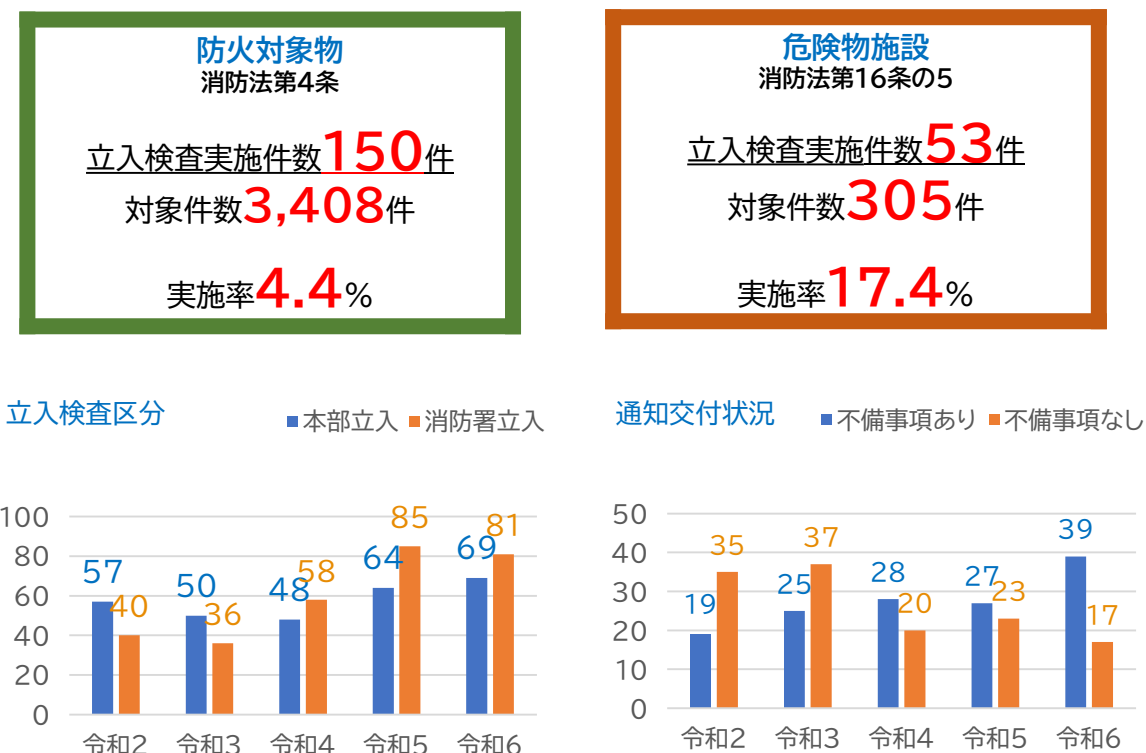 防火対象物
消防法第4条
立入検査実施件数150件
対象件数3,408件
実施率4.4%
危険物施設
消防法第16条の5
立入検査実施件数53件
対象件数305件
実施率17.4%
立入検査区分
本部立入 消防署立入
100
80
60
40
20
0
57
40
50
36
48
58
64
85
69
81
令和2 令和3 令和4 令和5 令和6
通知交付状況
不備事項あり 不備事項なし
50
40
30
20
10
0
19
35
25
37
28
20
27
23
39
17
令和2 令和3 令和4 令和5 令和6